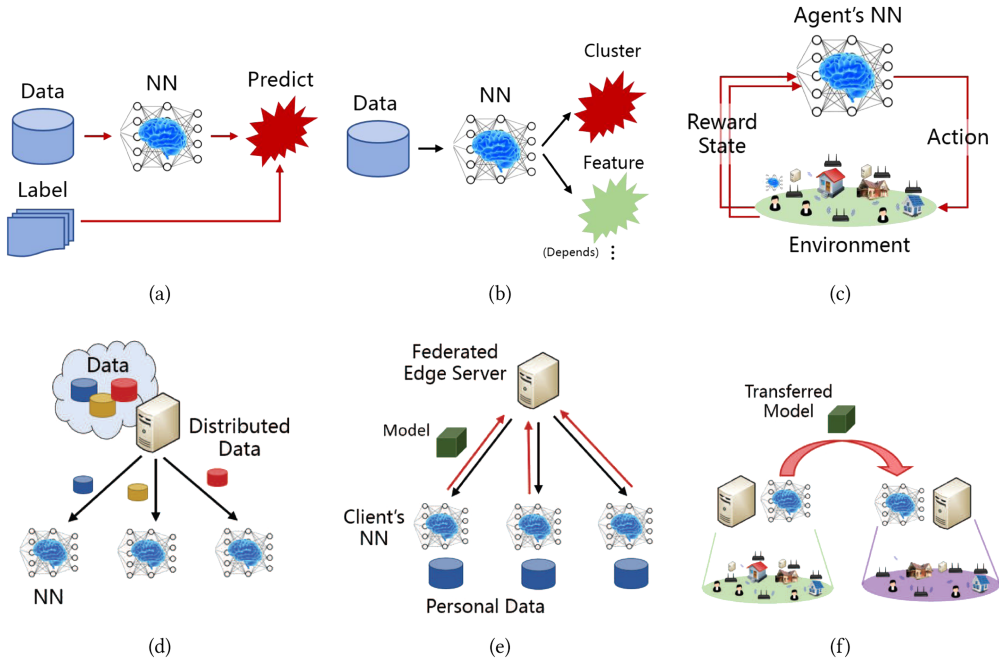 Data
NN
Predict
Label
(a)
Data
NN
Cluster
Feature
(Depends) ⋮
(b)
Agent's NN
Reward
State
Action
Environment
(c)
Data
Distributed
Data
NN
(d)
Federated
Edge Server
Model
Client's
NN
Personal Data
(e)
Transferred
Model
(f)